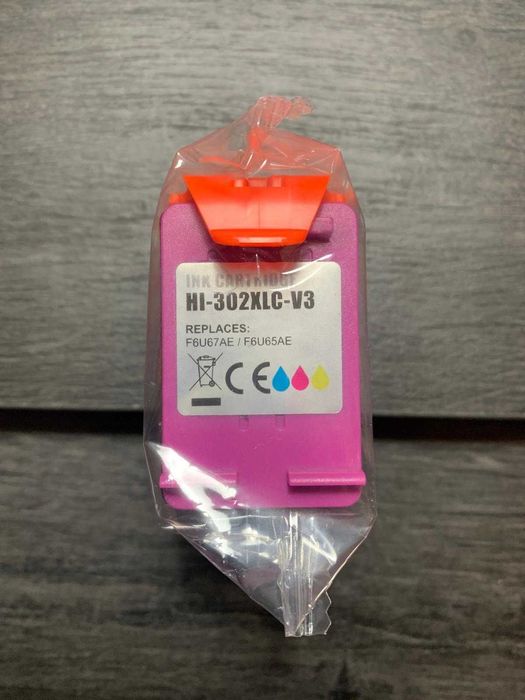 INK CARTRIDGE
HI-302XLC-V3
REPLACES:
F6U67AE / F6U65AE
CE